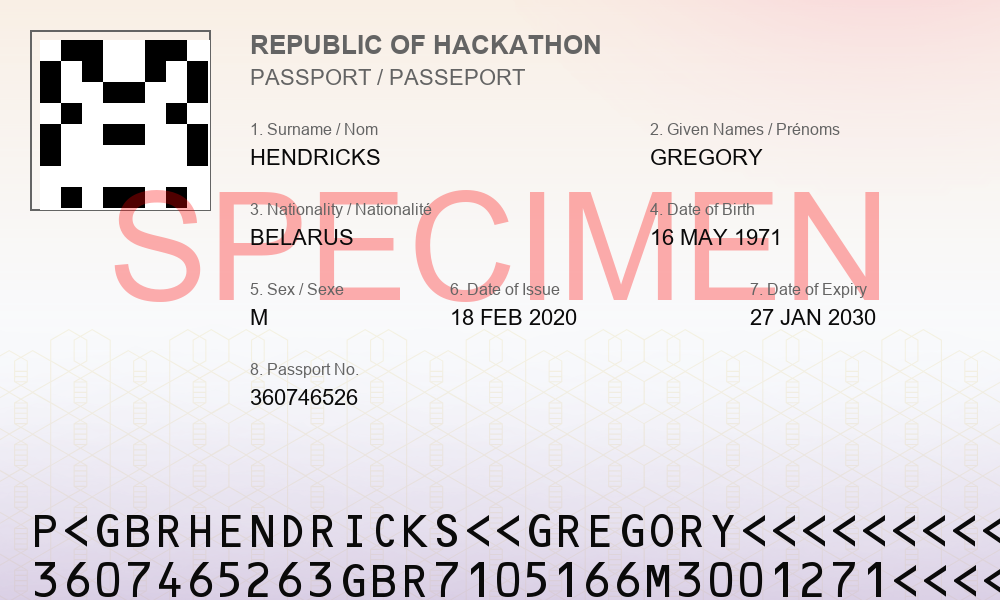 REPUBLIC OF HACKATHON
PASSPORT / PASSEPORT
1. Surname / Nom
2. Given Names / Prénoms
HENDRICKS
GREGORY
SPECIMEN
3. Nationality / Nationalité
4. Date of Birth
BELARUS
16 MAY 1971
5. Sex / Sexe
6. Date of Issue
7. Date of Expiry
M
18 FEB 2020
27 JAN 2030
8. Passport No.
360746526
P<GBRHENDRICKS<<GREGORY<<<<<<<<<
3607465263GBR7105166M3001271<<<<